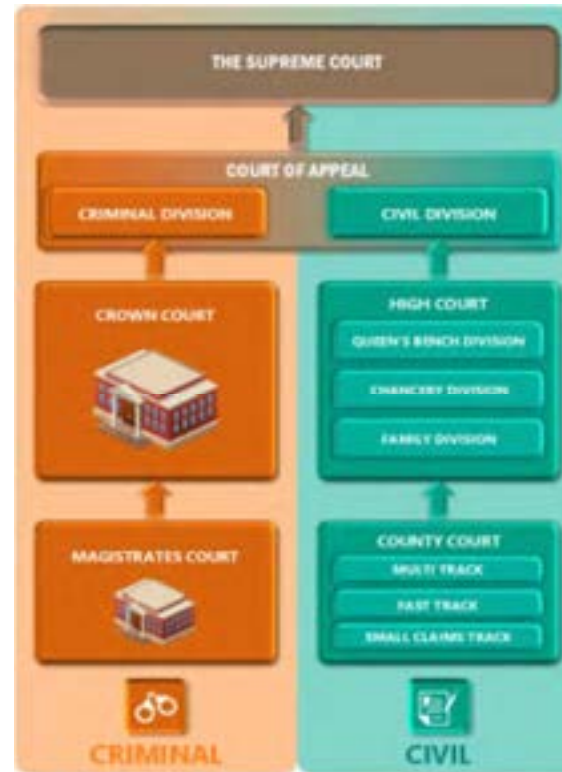 THE SUPREME COURT
COURT OF APPEAL
CRIMINAL DIVISION
CIVIL DIVISION
CROWN COURT
HIGH COURT
QUEEN'S BENCH DIVISION
CHANCERY DIVISION
FAMILY DIVISION
MAGISTRATES COURT
COUNTY COURT
MULTI TRACK
FAST TRACK
SMALL CLAIMS TRACK
CRIMINAL
CIVIL